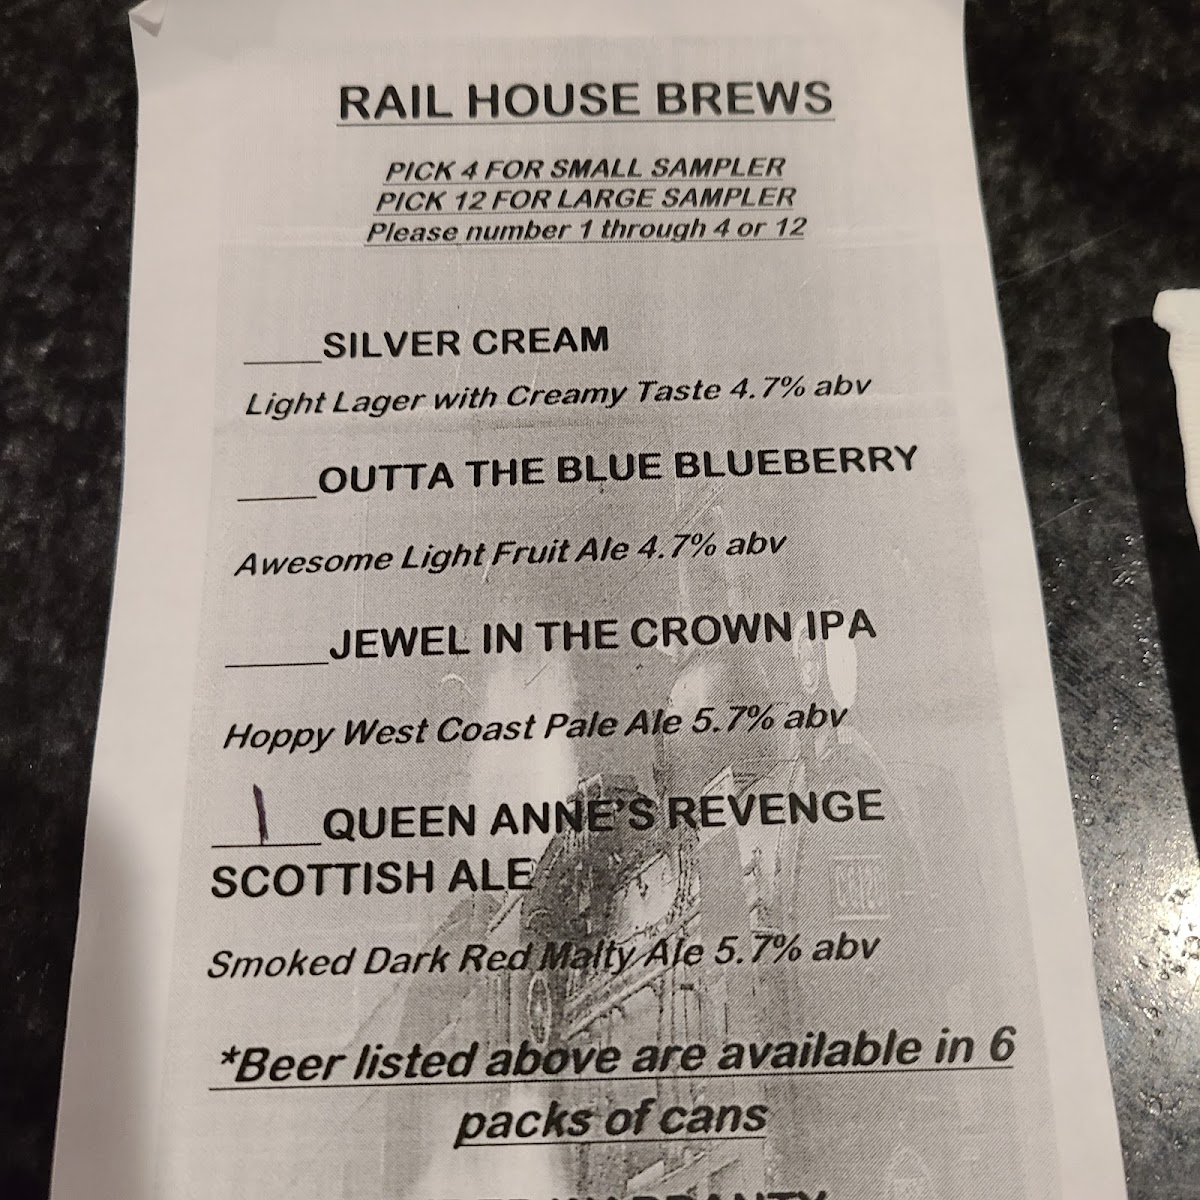 RAIL HOUSE BREWS
PICK 4 FOR SMALL SAMPLER
PICK 12 FOR LARGE SAMPLER
Please number 1 through 4 or 12
____SILVER CREAM
Light Lager with Creamy Taste 4.7% abv
____OUTTA THE BLUE BLUEBERRY
Awesome Light Fruit Ale 4.7% abv
_____JEWEL IN THE CROWN IPA
Hoppy West Coast Pale Ale 5.7% abv
__1__QUEEN ANNE'S REVENGE
SCOTTISH ALE
Smoked Dark Red Malty Ale 5.7% abv
*Beer listed above are available in 6
packs of cans